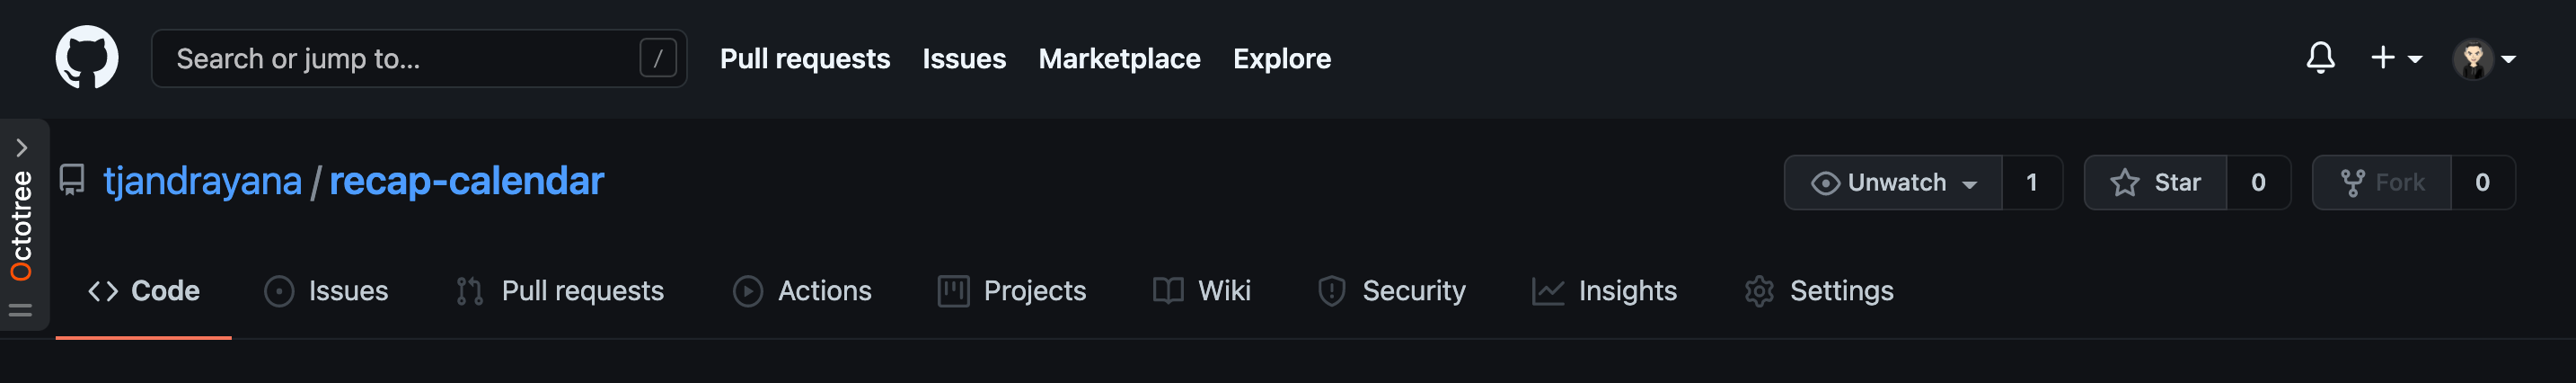 Search or jump to... / Pull requests Issues Marketplace Explore
tjandrayana / recap-calendar Unwatch 1 Star 0 Fork 0
Octotree
Code Issues Pull requests Actions Projects Wiki Security Insights Settings